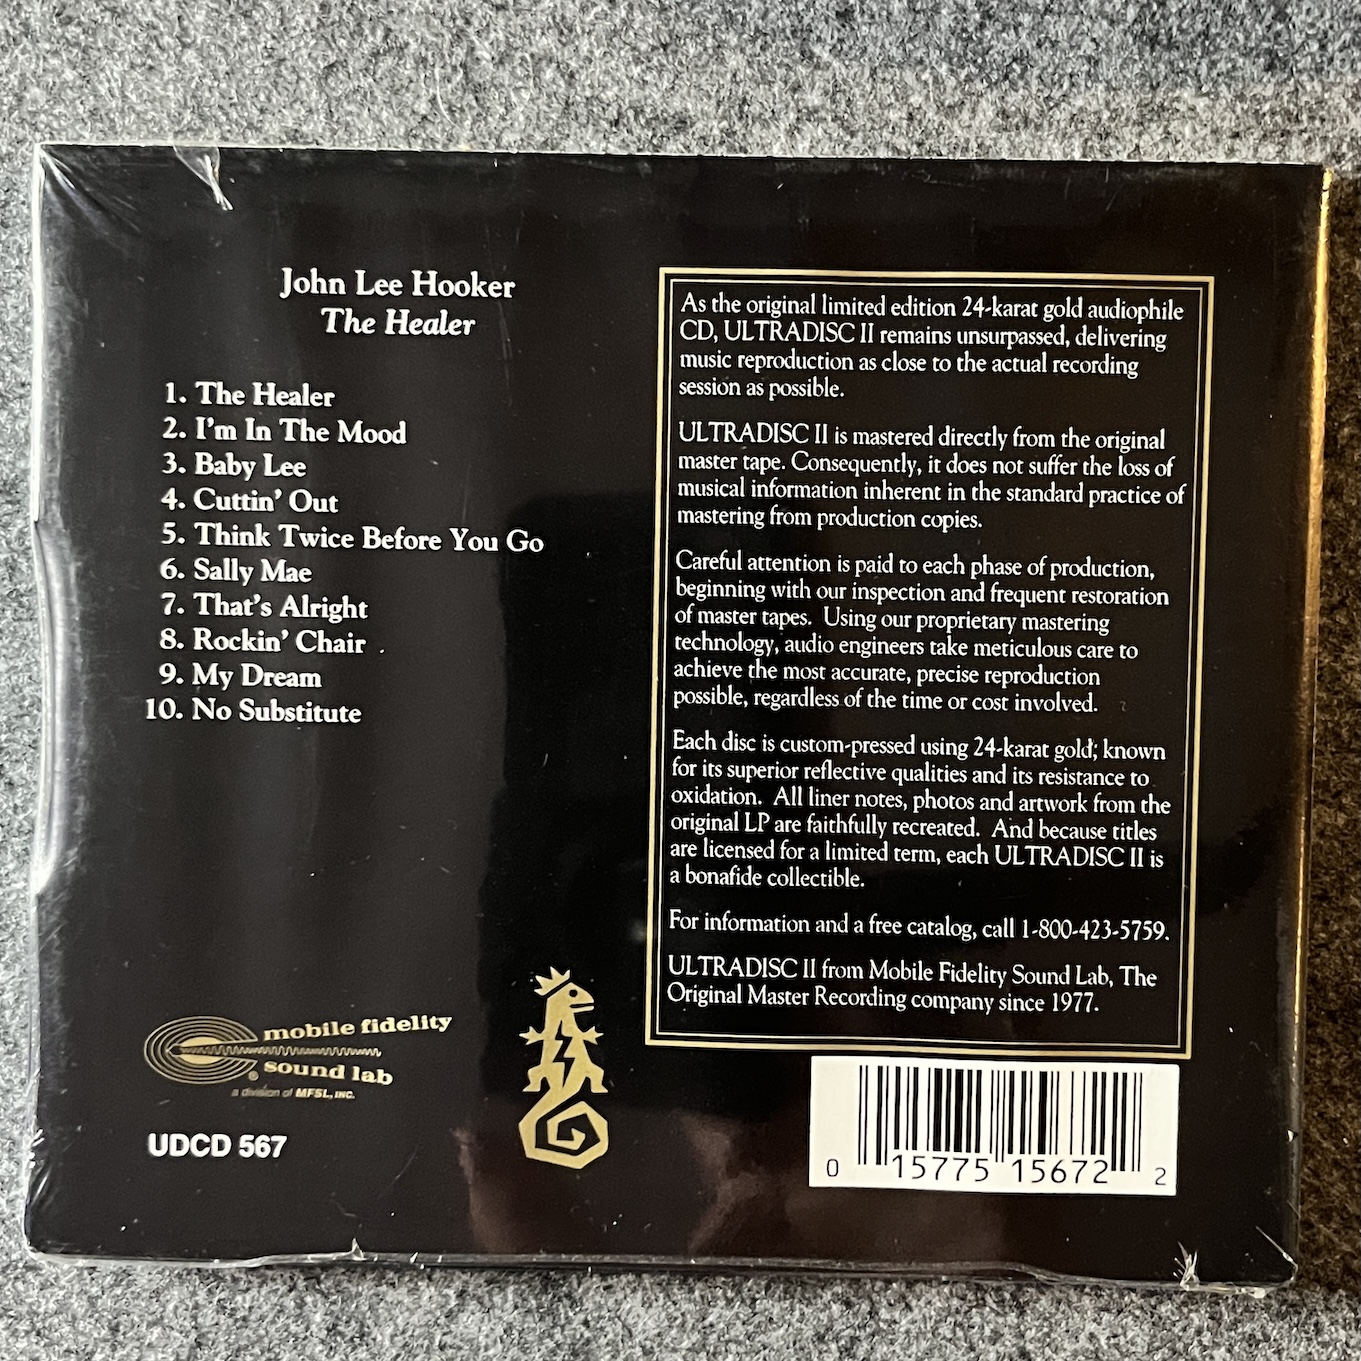 John Lee Hooker
The Healer
1. The Healer
2. I'm In The Mood
3. Baby Lee
4. Cuttin' Out
5. Think Twice Before You Go
6. Sally Mae
7. That's Alright
8. Rockin' Chair
9. My Dream
10. No Substitute
As the original limited edition 24-karat gold audiophile
CD, ULTRADISC II remains unsurpassed, delivering
music reproduction as close to the actual recording
session as possible.
ULTRADISC II is mastered directly from the original
master tape. Consequently, it does not suffer the loss of
musical information inherent in the standard practice of
mastering from production copies.
Careful attention is paid to each phase of production,
beginning with our inspection and frequent restoration
of master tapes. Using our proprietary mastering
technology, audio engineers take meticulous care to
achieve the most accurate, precise reproduction
possible, regardless of the time or cost involved.
Each disc is custom-pressed using 24-karat gold; known
for its superior reflective qualities and its resistance to
oxidation. All liner notes, photos and artwork from the
original LP are faithfully recreated. And because titles
are licensed for a limited term, each ULTRADISC II is
a bonafide collectible.
For information and a free catalog, call 1-800-423-5759.
ULTRADISC II from Mobile Fidelity Sound Lab, The
Original Master Recording company since 1977.
mobile fidelity
sound lab
®
a division of MFSL, INC.
UDCD 567
0 15775 15672 2